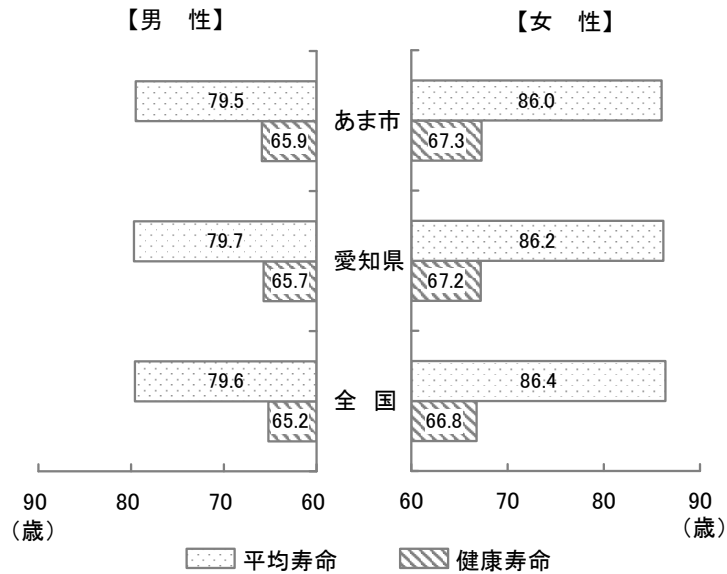 【男　性】
【女　性】
79.5
65.9
あま市
86.0
67.3
79.7
65.7
愛知県
86.2
67.2
79.6
65.2
全　国
86.4
66.8
90 80 70 60
60 70 80 90
（歳）
（歳）
平均寿命
健康寿命